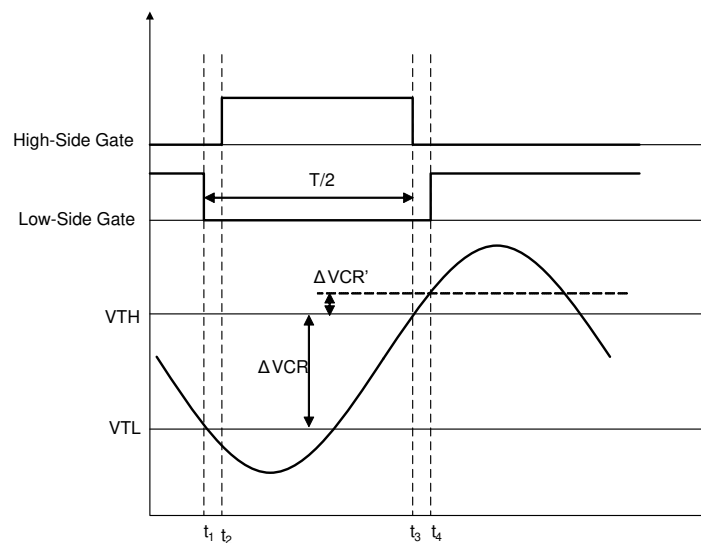 High-Side Gate
T/2
Low-Side Gate
ΔVCR'
VTH
ΔVCR
VTL
t1 t2 t3 t4